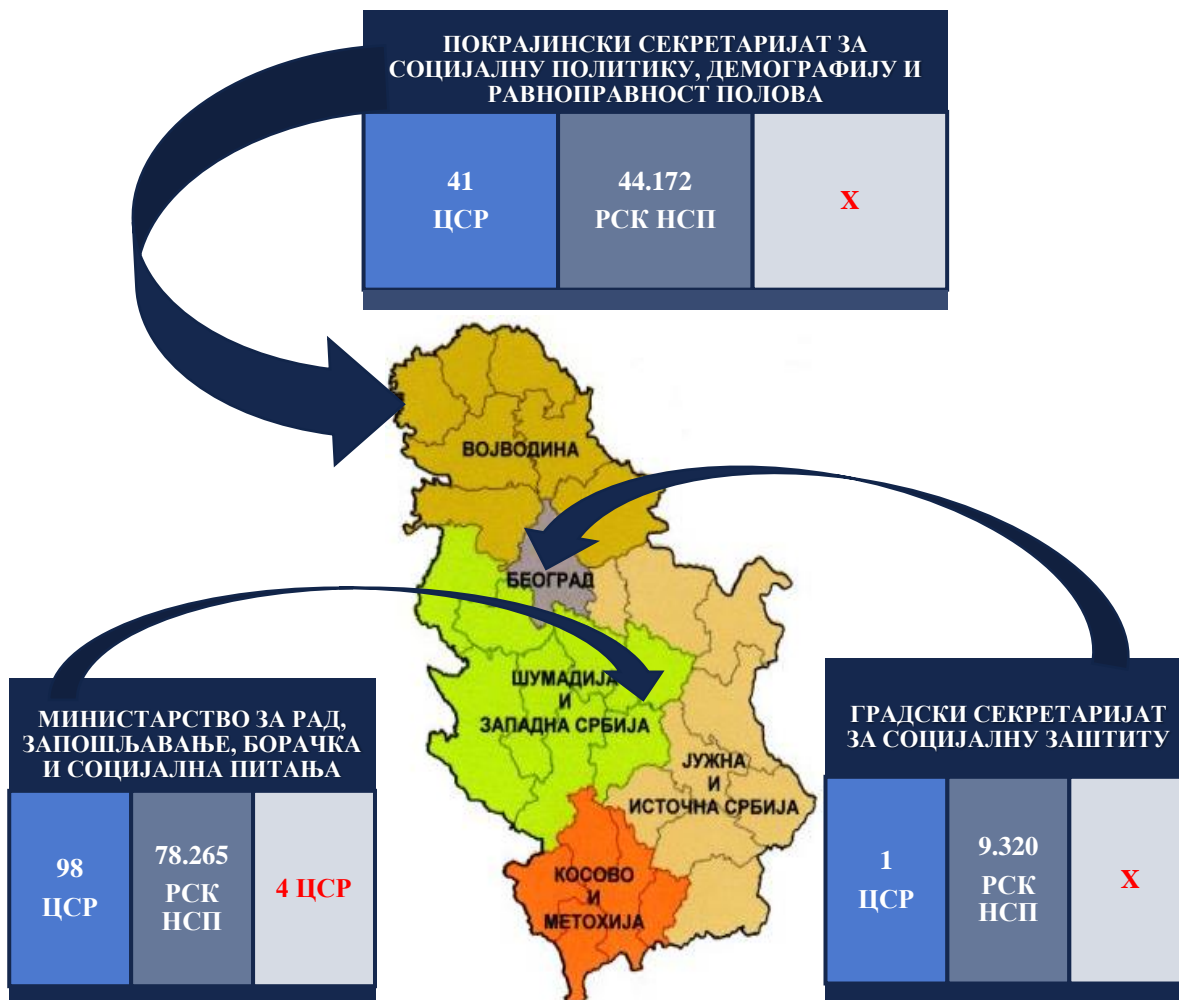 ПОКРАЈИНСКИ СЕКРЕТАРИЈАТ ЗА
СОЦИЈАЛНУ ПОЛИТИКУ, ДЕМОГРАФИЈУ И
РАВНОПРАВНОСТ ПОЛОВА
41
ЦСР
44.172
РСК НСП
X
ВОЈВОДИНА
БЕОГРАД
ШУМАДИЈА
И
ЗАПАДНА СРБИЈА
ЈУЖНА
И
ИСТОЧНА СРБИЈА
КОСОВО
И
МЕТОХИЈА
МИНИСТАРСТВО ЗА РАД,
ЗАПОШЉАВАЊЕ, БОРАЧКА
И СОЦИЈАЛНА ПИТАЊА
98
ЦСР
78.265
РСК
НСП
4 ЦСР
ГРАДСКИ СЕКРЕТАРИЈАТ
ЗА СОЦИЈАЛНУ ЗАШТИТУ
1
ЦСР
9.320
РСК
НСП
X